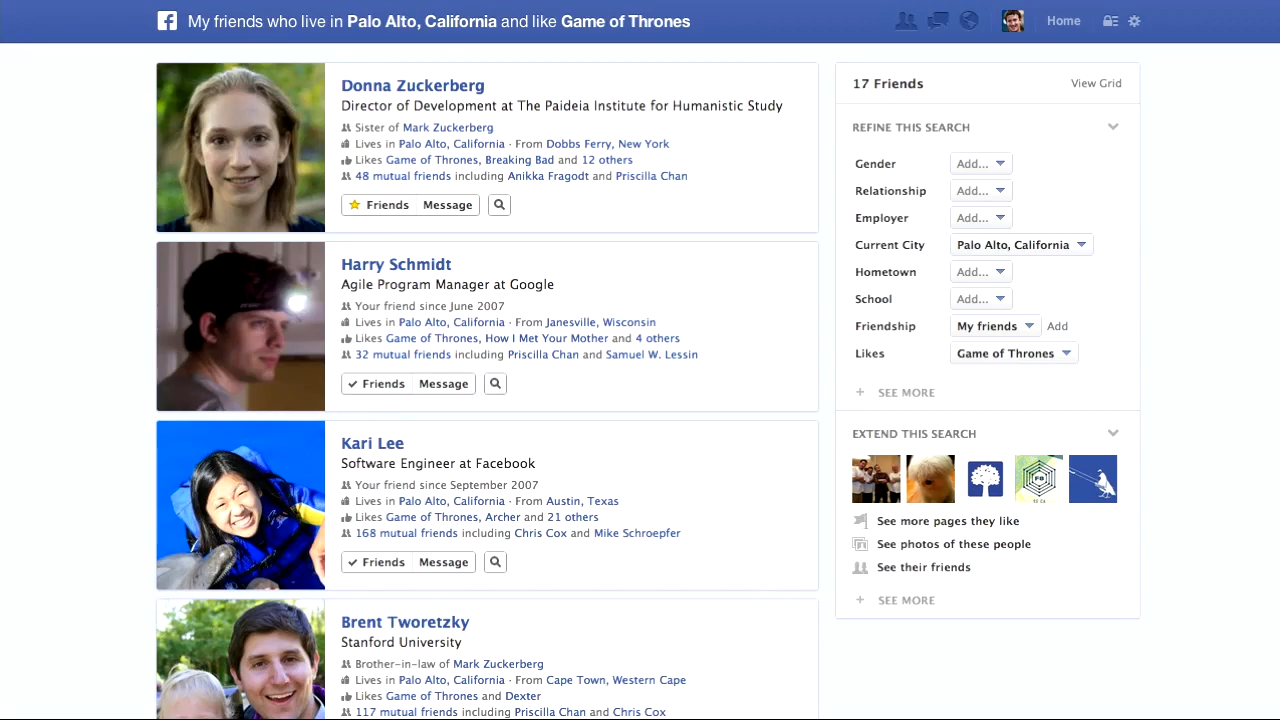 My friends who live in Palo Alto, California and like Game of Thrones
Home
Donna Zuckerberg
Director of Development at The Paideia Institute for Humanistic Study
Sister of Mark Zuckerberg
Lives in Palo Alto, California · From Dobbs Ferry, New York
Likes Game of Thrones, Breaking Bad and 12 others
48 mutual friends including Anikka Fragodt and Priscilla Chan
Friends Message
Harry Schmidt
Agile Program Manager at Google
Your friend since June 2007
Lives in Palo Alto, California · From Janesville, Wisconsin
Likes Game of Thrones, How I Met Your Mother and 4 others
32 mutual friends including Priscilla Chan and Samuel W. Lessin
Friends Message
Kari Lee
Software Engineer at Facebook
Your friend since September 2007
Lives in Palo Alto, California · From Austin, Texas
Likes Game of Thrones, Archer and 21 others
168 mutual friends including Chris Cox and Mike Schroepfer
Friends Message
Brent Tworetzky
Stanford University
Brother-in-law of Mark Zuckerberg
Lives in Palo Alto, California · From Cape Town, Western Cape
Likes Game of Thrones and Dexter
117 mutual friends including Priscilla Chan and Chris Cox
17 Friends View Grid
REFINE THIS SEARCH
Gender Add...
Relationship Add...
Employer Add...
Current City Palo Alto, California
Hometown Add...
School Add...
Friendship My friends Add
Likes Game of Thrones
+ SEE MORE
EXTEND THIS SEARCH
See more pages they like
See photos of these people
See their friends
+ SEE MORE